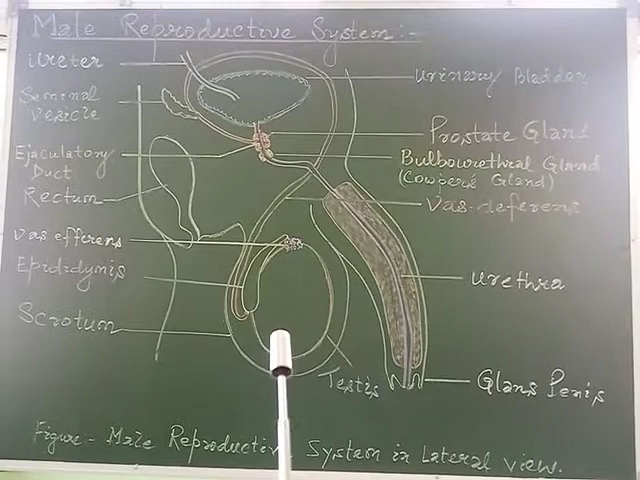 Male Reproductive System:-
Ureter
Urinary Bladder
Seminal
Vesicle
Prostate Gland
Ejaculatory
Duct
Bulbourethral Gland
(Cowper's Gland)
Rectum
Vas-deferens
Vas efferens
Epididymis
Urethra
Scrotum
Testis
Glans Penis
Figure - Male Reproductive System in Lateral view.